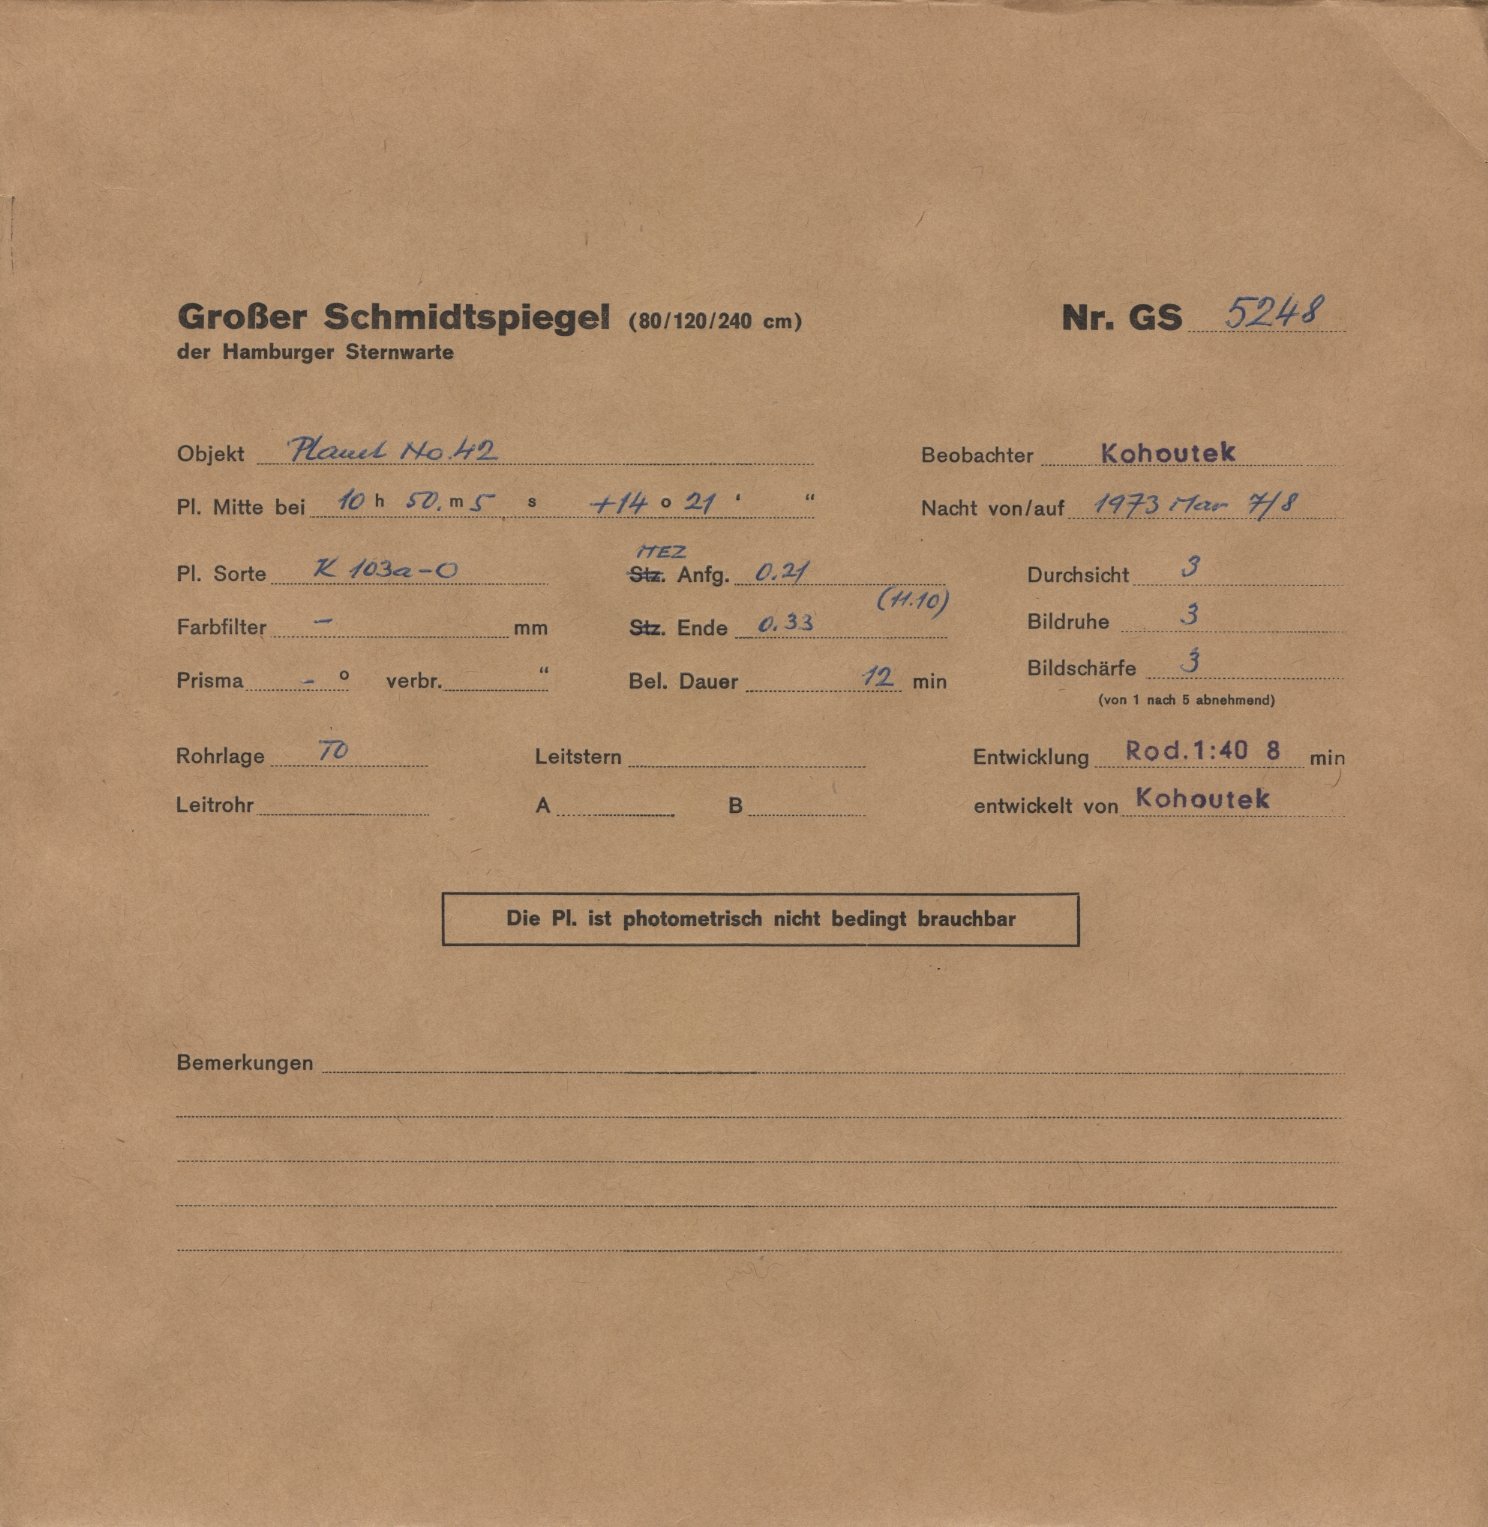 Großer Schmidtspiegel (80/120/240 cm) Nr. GS 5248
der Hamburger Sternwarte
Objekt Planet No. 42 Beobachter Kohoutek
Pl. Mitte bei 10 h 50. m 5 s +14 o 21 ' " Nacht von/auf 1973 Mar 7/8
MEZ
Pl. Sorte K 103a-O Stz. Anfg. 0.21 Durchsicht 3
(11.10)
Farbfilter – mm Stz. Ende 0.33 Bildruhe 3
Prisma – o verbr. " Bel. Dauer 12 min Bildschärfe 3
(von 1 nach 5 abnehmend)
Rohrlage TO Leitstern Entwicklung Rod. 1:40 8 min
Leitrohr A B entwickelt von Kohoutek
Die Pl. ist photometrisch nicht bedingt brauchbar
Bemerkungen